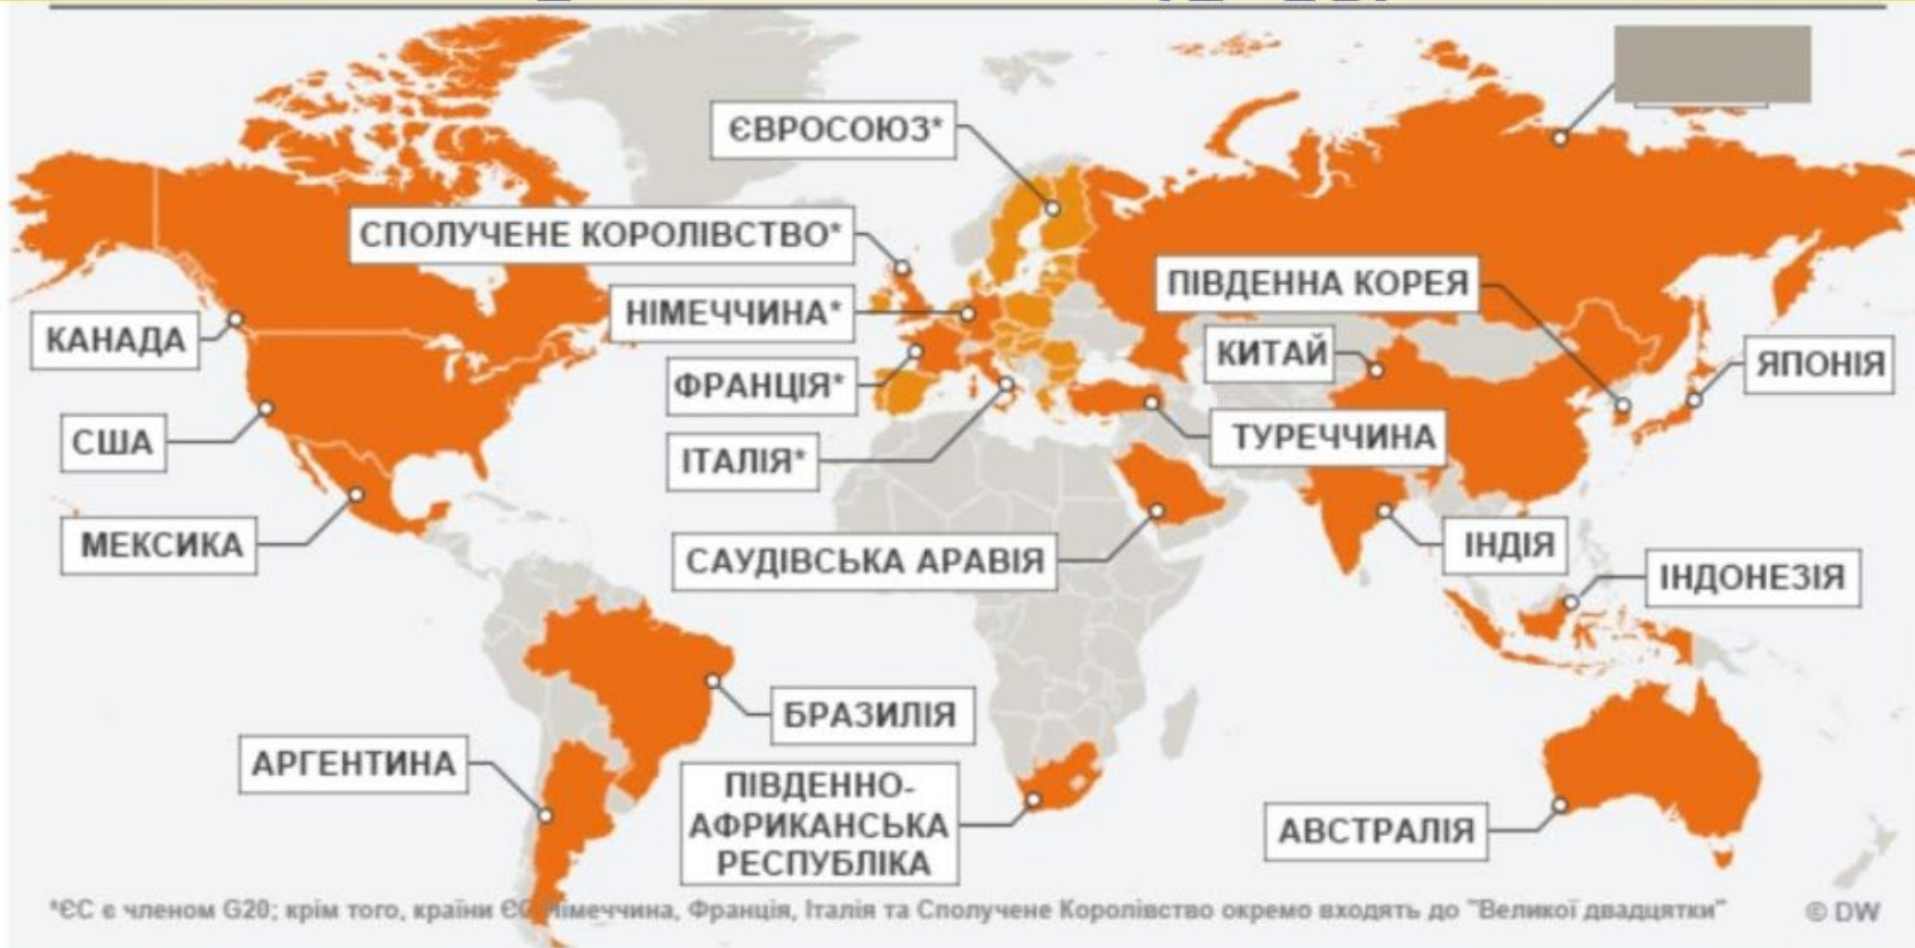 ЄВРОСОЮЗ*
СПОЛУЧЕНЕ КОРОЛІВСТВО*
ПІВДЕННА КОРЕЯ
НІМЕЧЧИНА*
КАНАДА
КИТАЙ
ЯПОНІЯ
ФРАНЦІЯ*
США
ТУРЕЧЧИНА
ІТАЛІЯ*
МЕКСИКА
САУДІВСЬКА АРАВІЯ
ІНДІЯ
ІНДОНЕЗІЯ
БРАЗИЛІЯ
АРГЕНТИНА
ПІВДЕННО-
АФРИКАНСЬКА
РЕСПУБЛІКА
АВСТРАЛІЯ
*ЄС є членом G20; крім того, країни ЄС Німеччина, Франція, Італія та Сполучене Королівство окремо входять до "Великої двадцятки"
© DW